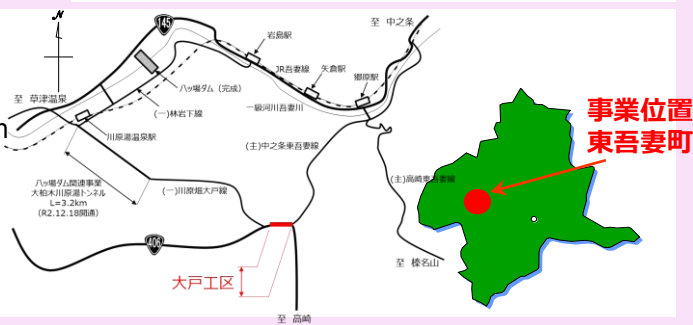 N
145
至 中之条
岩島駅
JR吾妻線
矢倉駅
郷原駅
八ッ場ダム（完成）
至 草津温泉
(一)林岩下線
一級河川吾妻川
m
川原湯温泉駅
(主)中之条東吾妻線
八ッ場ダム関連事業
大柏木川原湯トンネル
L=3.2km
(R2.12.18開通)
(一)川原畑大戸線
(主)高崎東吾妻線
406
至 榛名山
大戸工区
至 高崎
事業位置
東吾妻町